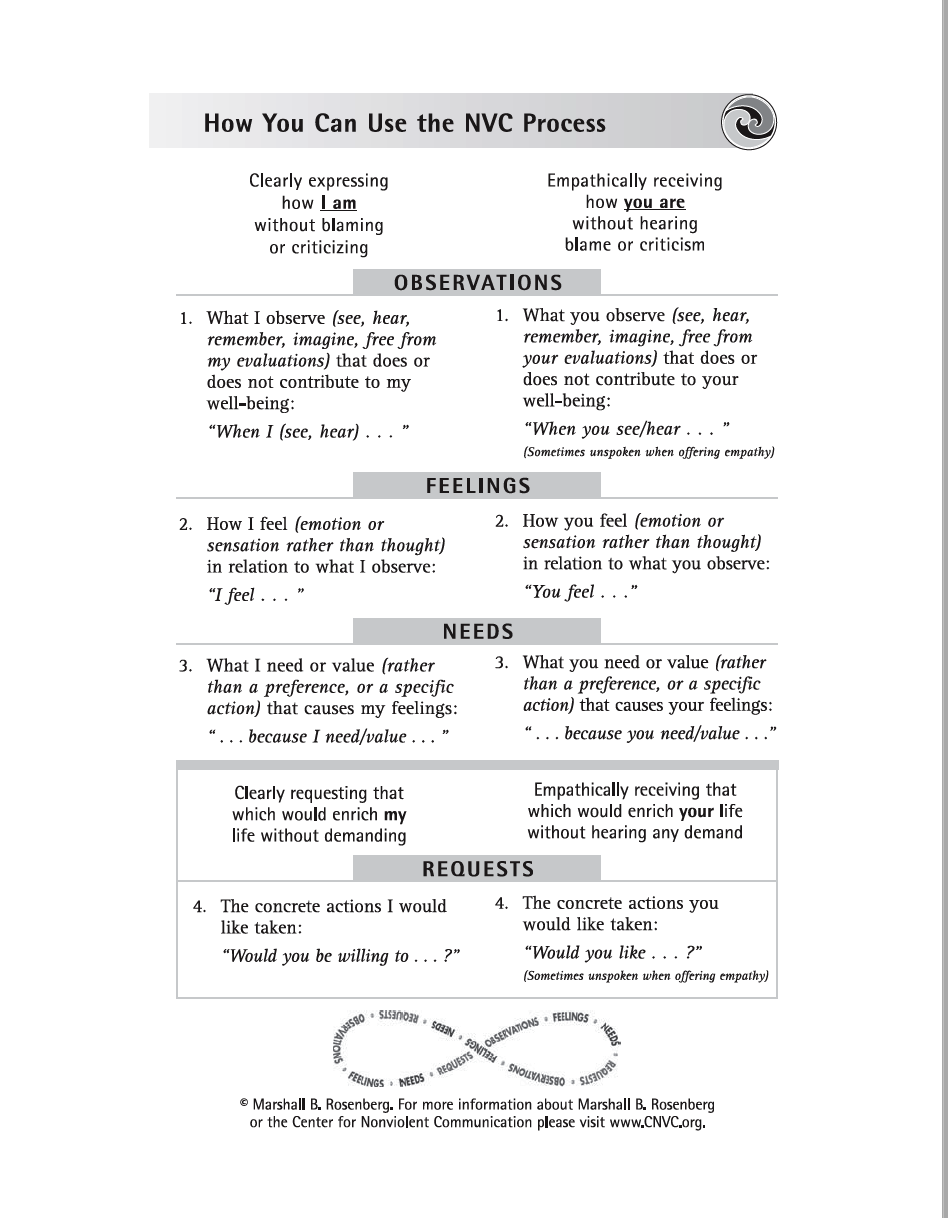 How You Can Use the NVC Process
Clearly expressing
how I am
without blaming
or criticizing
Empathically receiving
how you are
without hearing
blame or criticism
OBSERVATIONS
1. What I observe (see, hear,
remember, imagine, free from
my evaluations) that does or
does not contribute to my
well-being:
“When I (see, hear) . . . ”
1. What you observe (see, hear,
remember, imagine, free from
your evaluations) that does or
does not contribute to your
well-being:
“When you see/hear . . . ”
(Sometimes unspoken when offering empathy)
FEELINGS
2. How I feel (emotion or
sensation rather than thought)
in relation to what I observe:
“I feel . . . ”
2. How you feel (emotion or
sensation rather than thought)
in relation to what you observe:
“You feel . . .”
NEEDS
3. What I need or value (rather
than a preference, or a specific
action) that causes my feelings:
“ . . . because I need/value . . . ”
3. What you need or value (rather
than a preference, or a specific
action) that causes your feelings:
“ . . . because you need/value . . .”
Clearly requesting that
which would enrich my
life without demanding
Empathically receiving that
which would enrich your life
without hearing any demand
REQUESTS
4. The concrete actions I would
like taken:
“Would you be willing to . . . ?”
4. The concrete actions you
would like taken:
“Would you like . . . ?”
(Sometimes unspoken when offering empathy)
OBSERVATIONS • FEELINGS • NEEDS • REQUESTS • OBSERVATIONS • FEELINGS • NEEDS • REQUESTS • OBSERVATIONS • FEELINGS • NEEDS • REQUESTS
© Marshall B. Rosenberg. For more information about Marshall B. Rosenberg
or the Center for Nonviolent Communication please visit www.CNVC.org.